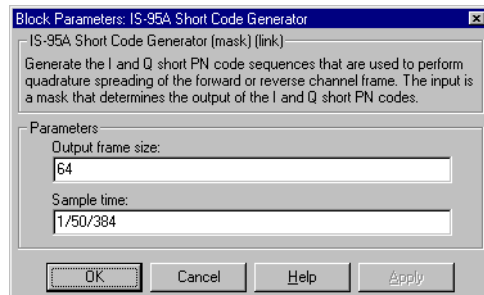 Block Parameters: IS-95A Short Code Generator
IS-95A Short Code Generator (mask) (link)
Generate the I and Q short PN code sequences that are used to perform
quadrature spreading of the forward or reverse channel frame. The input is
a mask that determines the output of the I and Q short PN codes.
Parameters
Output frame size:
64
Sample time:
1/50/384
OK Cancel Help Apply